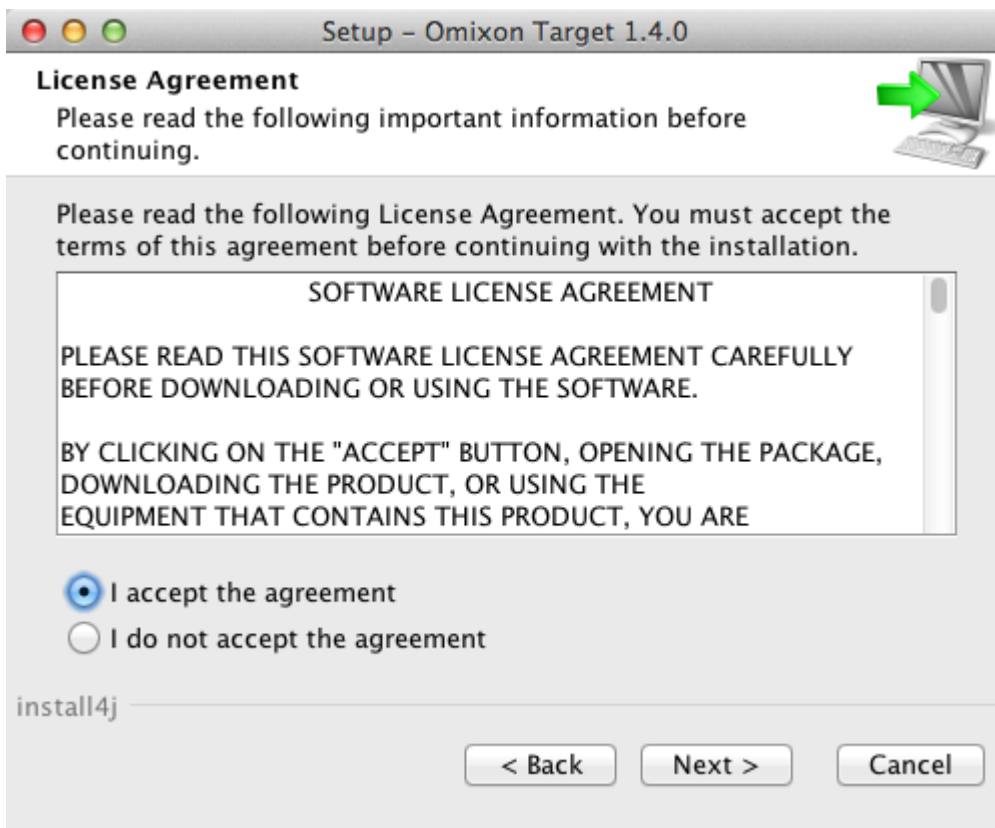 Setup – Omixon Target 1.4.0
License Agreement
Please read the following important information before
continuing.
Please read the following License Agreement. You must accept the
terms of this agreement before continuing with the installation.
SOFTWARE LICENSE AGREEMENT
PLEASE READ THIS SOFTWARE LICENSE AGREEMENT CAREFULLY
BEFORE DOWNLOADING OR USING THE SOFTWARE.
BY CLICKING ON THE "ACCEPT" BUTTON, OPENING THE PACKAGE,
DOWNLOADING THE PRODUCT, OR USING THE
EQUIPMENT THAT CONTAINS THIS PRODUCT, YOU ARE
I accept the agreement
I do not accept the agreement
install4j
< Back Next > Cancel